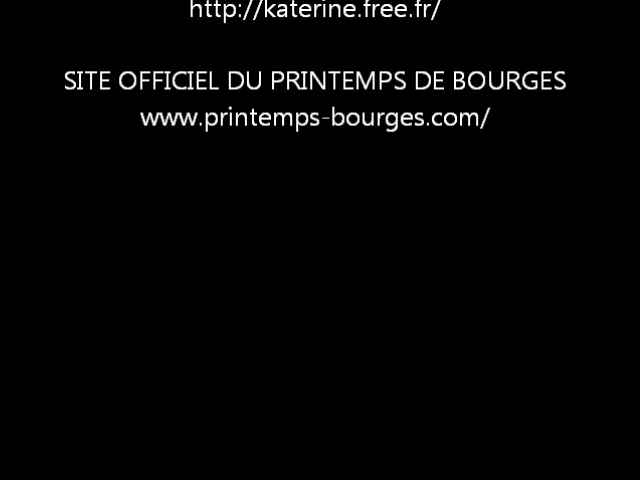 http://katerine.free.fr/
SITE OFFICIEL DU PRINTEMPS DE BOURGES
www.printemps-bourges.com/